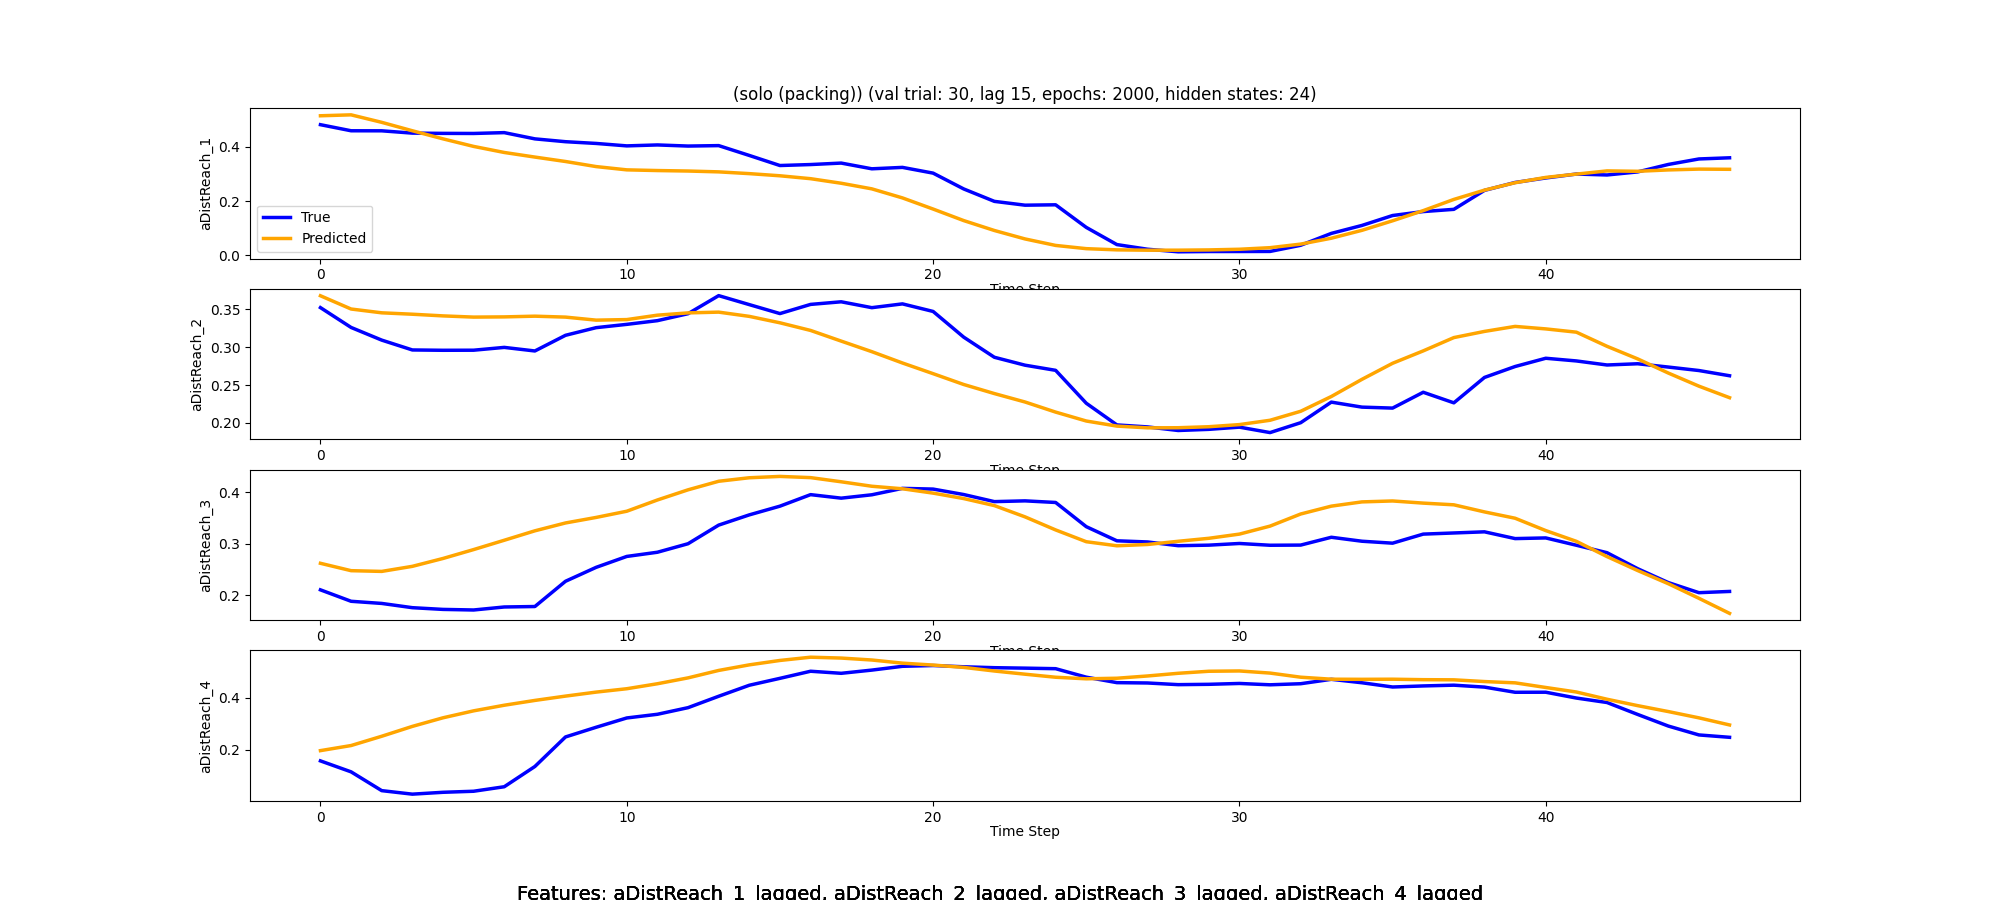 (solo (packing)) (val trial: 30, lag 15, epochs: 2000, hidden states: 24)
aDistReach_1
0.4
0.2
0.0
True
Predicted
0 10 20 30 40
Time Step
aDistReach_2
0.35
0.30
0.25
0.20
0 10 20 30 40
Time Step
aDistReach_3
0.4
0.3
0.2
0 10 20 30 40
Time Step
aDistReach_4
0.4
0.2
0 10 20 30 40
Time Step
Features: aDistReach_1_lagged, aDistReach_2_lagged, aDistReach_3_lagged, aDistReach_4_lagged